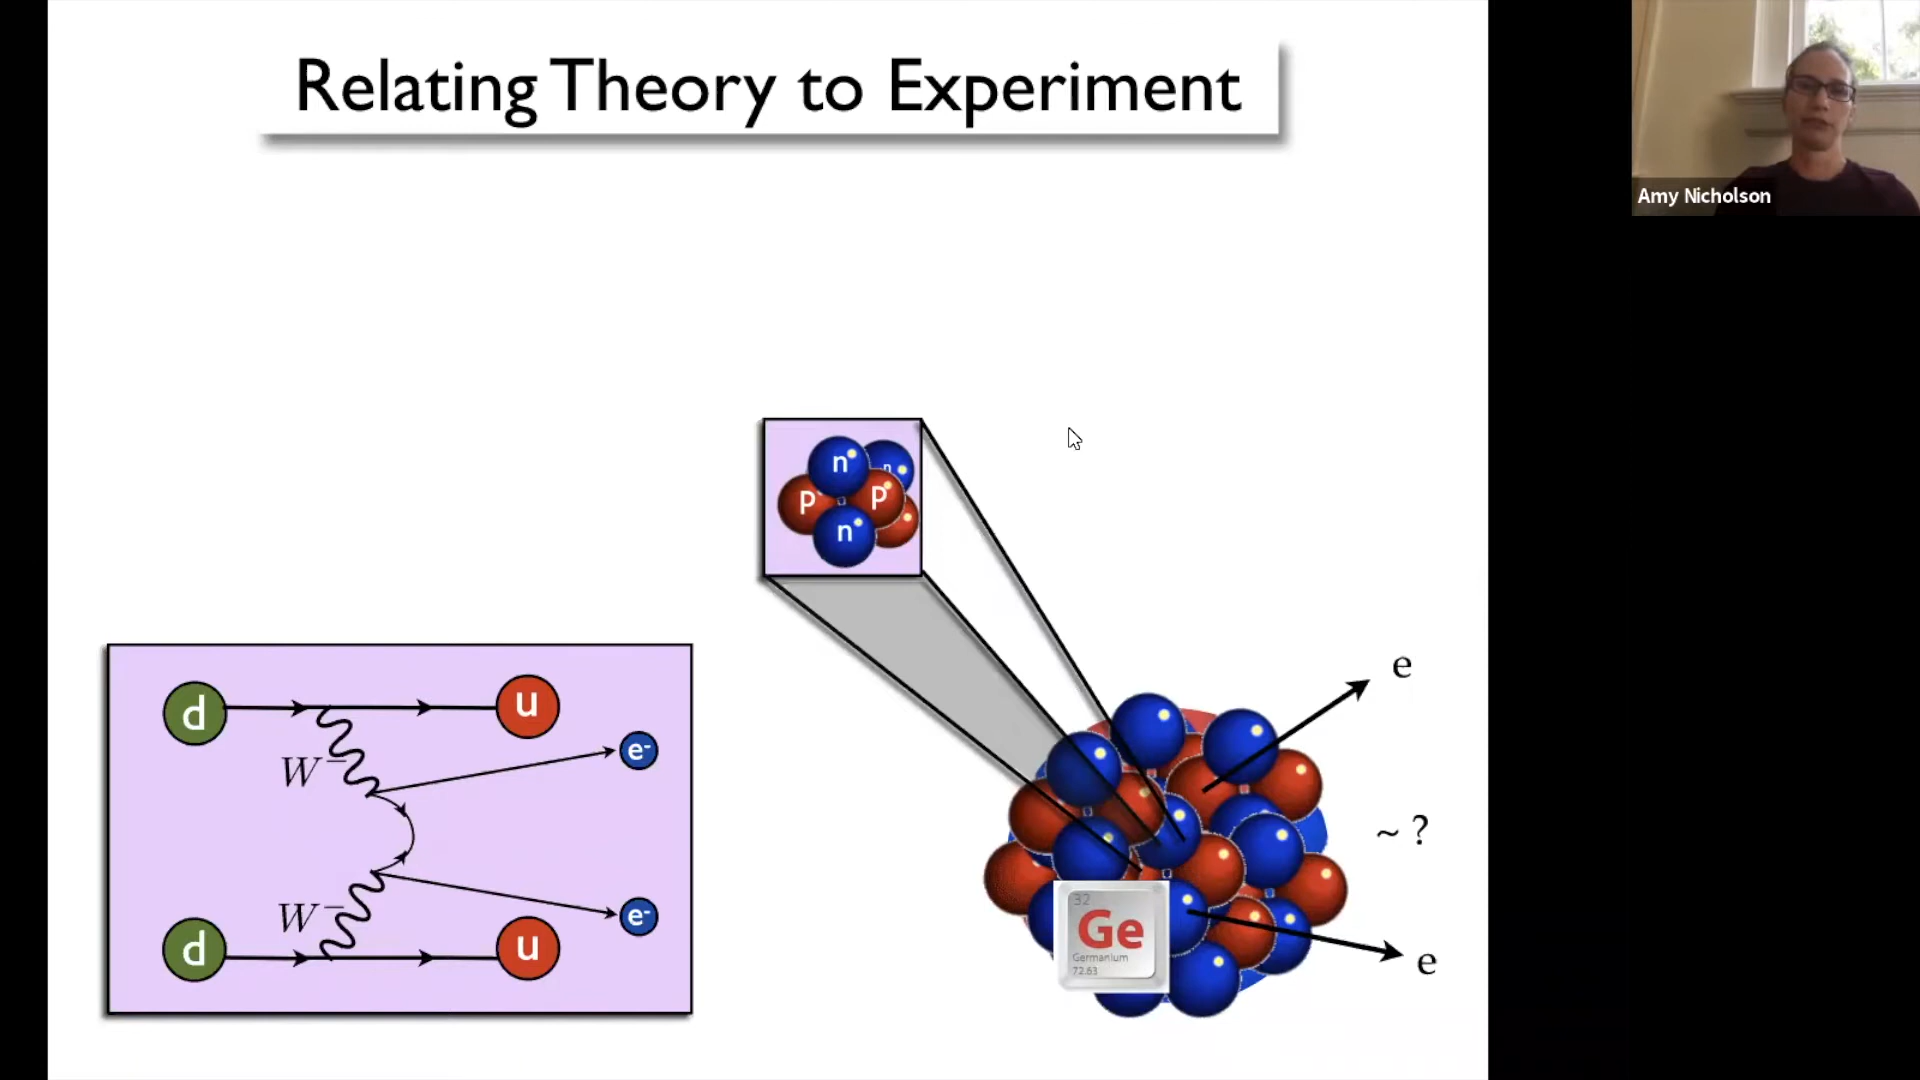 Relating Theory to Experiment
Amy Nicholson
n n
p p
n
d u
W⁻ e⁻
W⁻ e⁻
d u
e
~ ?
e
32
Ge
Germanium
72.63